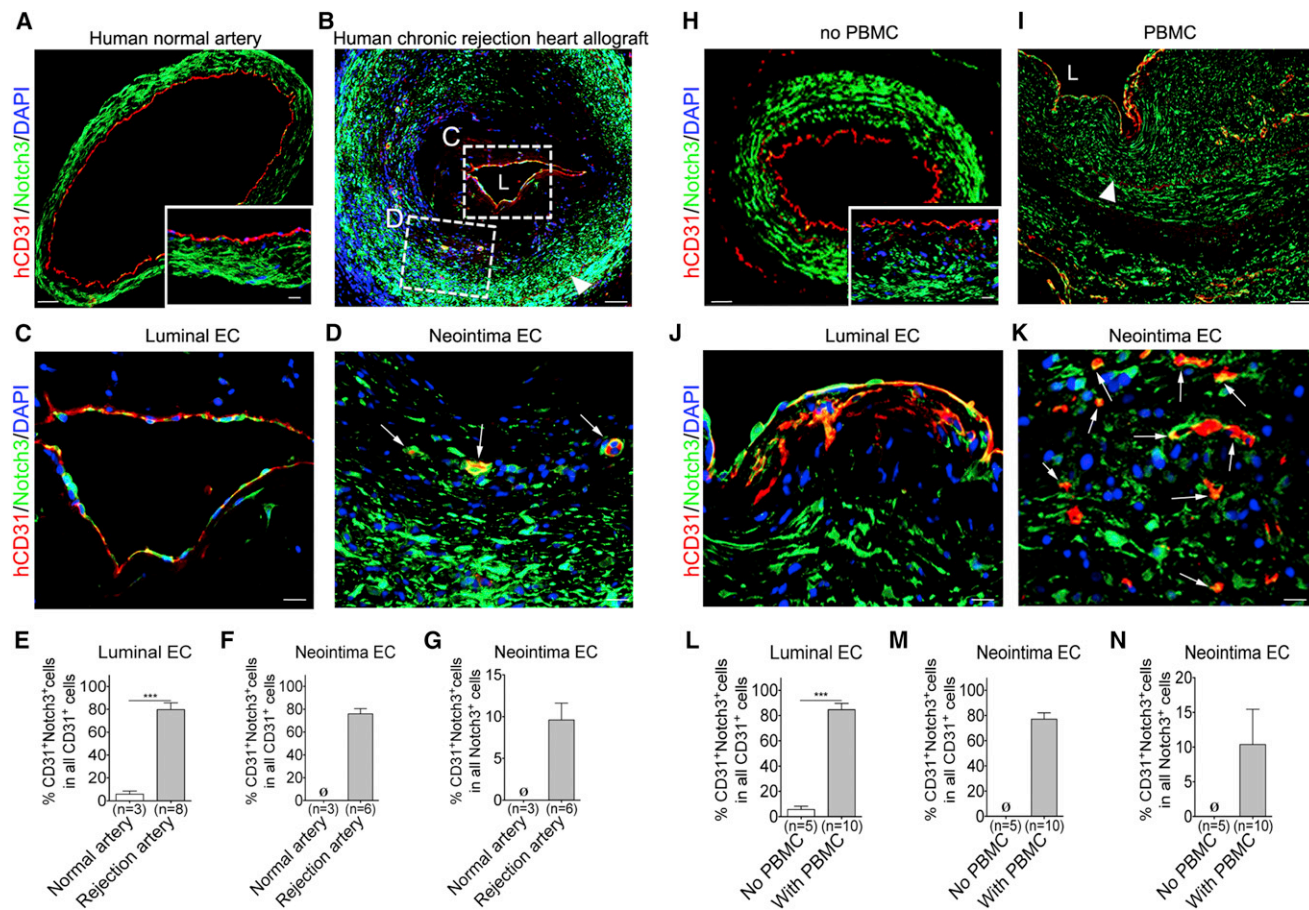 A
Human normal artery
hCD31/Notch3/DAPI
B
Human chronic rejection heart allograft
C
L
D
C
Luminal EC
hCD31/Notch3/DAPI
D
Neointima EC
E
Luminal EC
% CD31+Notch3+cells
in all CD31+ cells
100
80
60
40
20
0
***
(n=3)
(n=8)
Normal artery
Rejection artery
F
Neointima EC
% CD31+Notch3+cells
in all CD31+ cells
100
80
60
40
20
0
ø
(n=3)
(n=6)
Normal artery
Rejection artery
G
Neointima EC
% CD31+Notch3+cells
in all Notch3+ cells
15
10
5
0
ø
(n=3)
(n=6)
Normal artery
Rejection artery
H
no PBMC
hCD31/Notch3/DAPI
I
PBMC
L
J
Luminal EC
hCD31/Notch3/DAPI
K
Neointima EC
L
Luminal EC
% CD31+Notch3+cells
in all CD31+ cells
100
80
60
40
20
0
***
(n=5)
(n=10)
No PBMC
With PBMC
M
Neointima EC
% CD31+Notch3+cells
in all CD31+ cells
100
80
60
40
20
0
ø
(n=5)
(n=10)
No PBMC
With PBMC
N
Neointima EC
% CD31+Notch3+cells
in all Notch3+ cells
20
15
10
5
0
ø
(n=5)
(n=10)
No PBMC
With PBMC